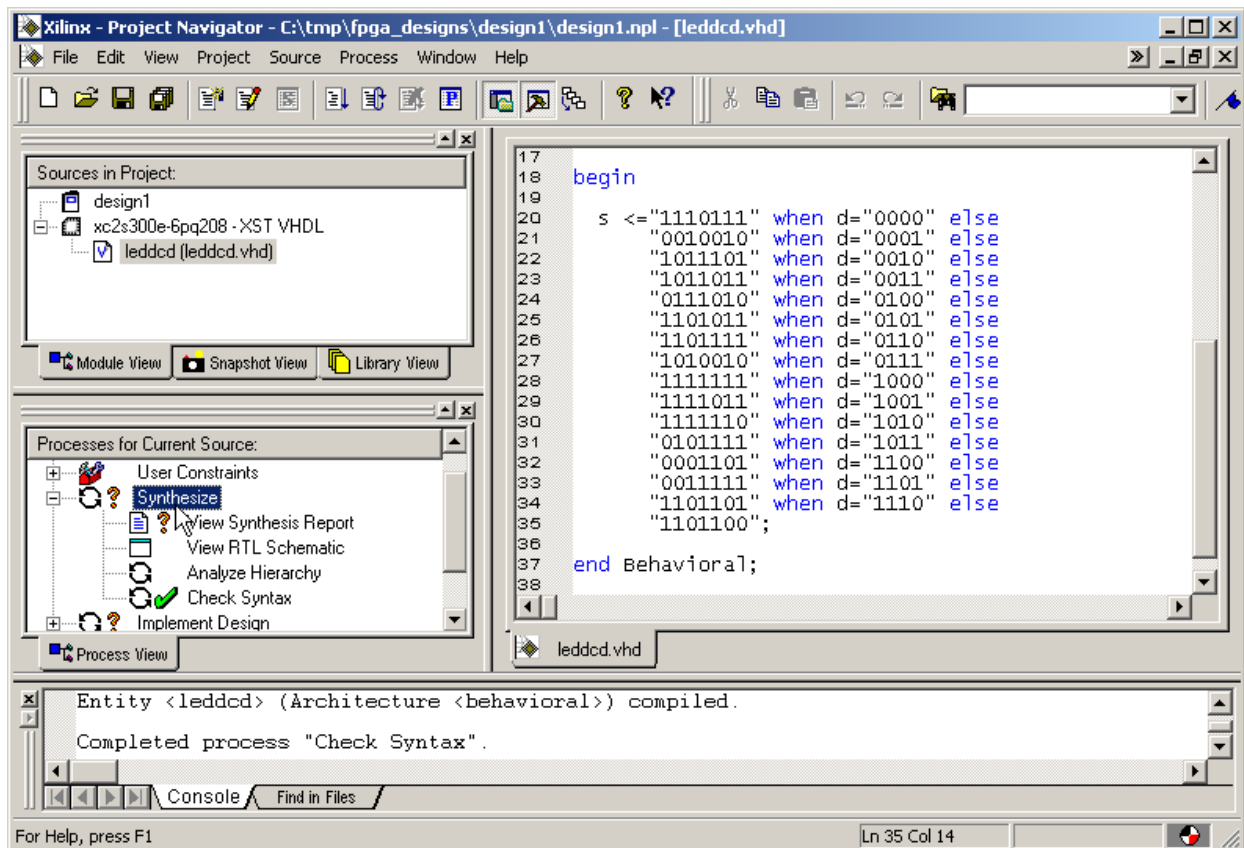 Xilinx - Project Navigator - C:\tmp\fpga_designs\design1\design1.npl - [leddcd.vhd]
File Edit View Project Source Process Window Help
Sources in Project:
design1
xc2s300e-6pq208 - XST VHDL
leddcd (leddcd.vhd)
Module View Snapshot View Library View
Processes for Current Source:
User Constraints
Synthesize
View Synthesis Report
View RTL Schematic
Analyze Hierarchy
Check Syntax
Implement Design
Process View
17
18 begin
19
20 s <="1110111" when d="0000" else
21 "0010010" when d="0001" else
22 "1011101" when d="0010" else
23 "1011011" when d="0011" else
24 "0111010" when d="0100" else
25 "1101011" when d="0101" else
26 "1101111" when d="0110" else
27 "1010010" when d="0111" else
28 "1111111" when d="1000" else
29 "1111011" when d="1001" else
30 "1111110" when d="1010" else
31 "0101111" when d="1011" else
32 "0001101" when d="1100" else
33 "0011111" when d="1101" else
34 "1101101" when d="1110" else
35 "1101100";
36
37 end Behavioral;
38
leddcd.vhd
Entity <leddcd> (Architecture <behavioral>) compiled.
Completed process "Check Syntax".
Console Find in Files
For Help, press F1 Ln 35 Col 14